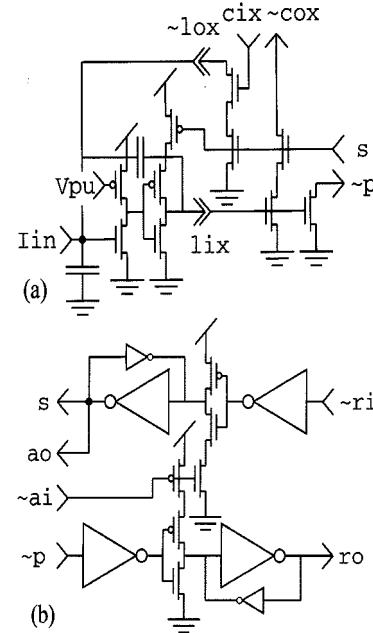 ~lox
cix
~cox
s
Vpu
~p
Iin
lix
(a)
s
~ri
ao
~ai
~p
ro
(b)